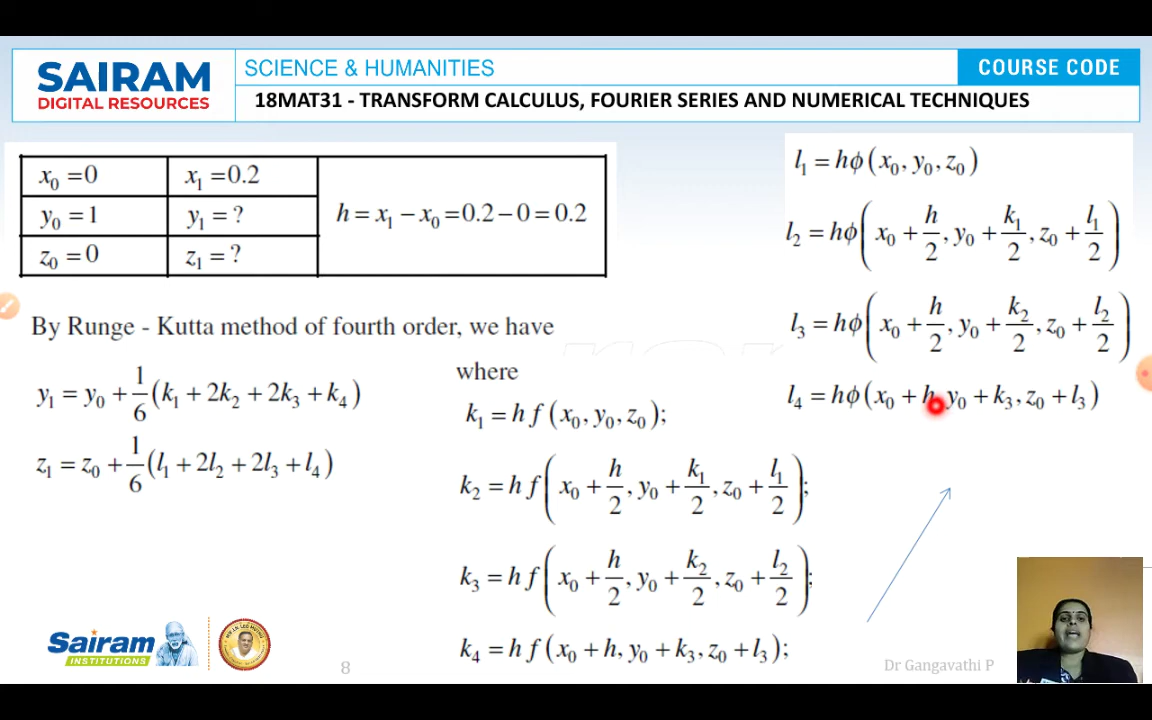 SAIRAM
DIGITAL RESOURCES
SCIENCE & HUMANITIES
COURSE CODE
18MAT31 - TRANSFORM CALCULUS, FOURIER SERIES AND NUMERICAL TECHNIQUES
x₀ =0 x₁ =0.2 h = x₁ − x₀ =0.2 − 0 = 0.2
y₀ =1 y₁ = ?
z₀ =0 z₁ = ?
By Runge - Kutta method of fourth order, we have
y₁ = y₀ + 1/6 (k₁ + 2k₂ + 2k₃ + k₄)
z₁ = z₀ + 1/6 (l₁ + 2l₂ + 2l₃ + l₄)
where
k₁ = h f (x₀, y₀, z₀);
k₂ = h f (x₀ + h/2, y₀ + k₁/2, z₀ + l₁/2);
k₃ = h f (x₀ + h/2, y₀ + k₂/2, z₀ + l₂/2);
k₄ = h f (x₀ + h, y₀ + k₃, z₀ + l₃);
l₁ = hϕ (x₀, y₀, z₀)
l₂ = hϕ (x₀ + h/2, y₀ + k₁/2, z₀ + l₁/2)
l₃ = hϕ (x₀ + h/2, y₀ + k₂/2, z₀ + l₂/2)
l₄ = hϕ (x₀ + h, y₀ + k₃, z₀ + l₃)
Sairam
INSTITUTIONS
8
Dr Gangavathi P